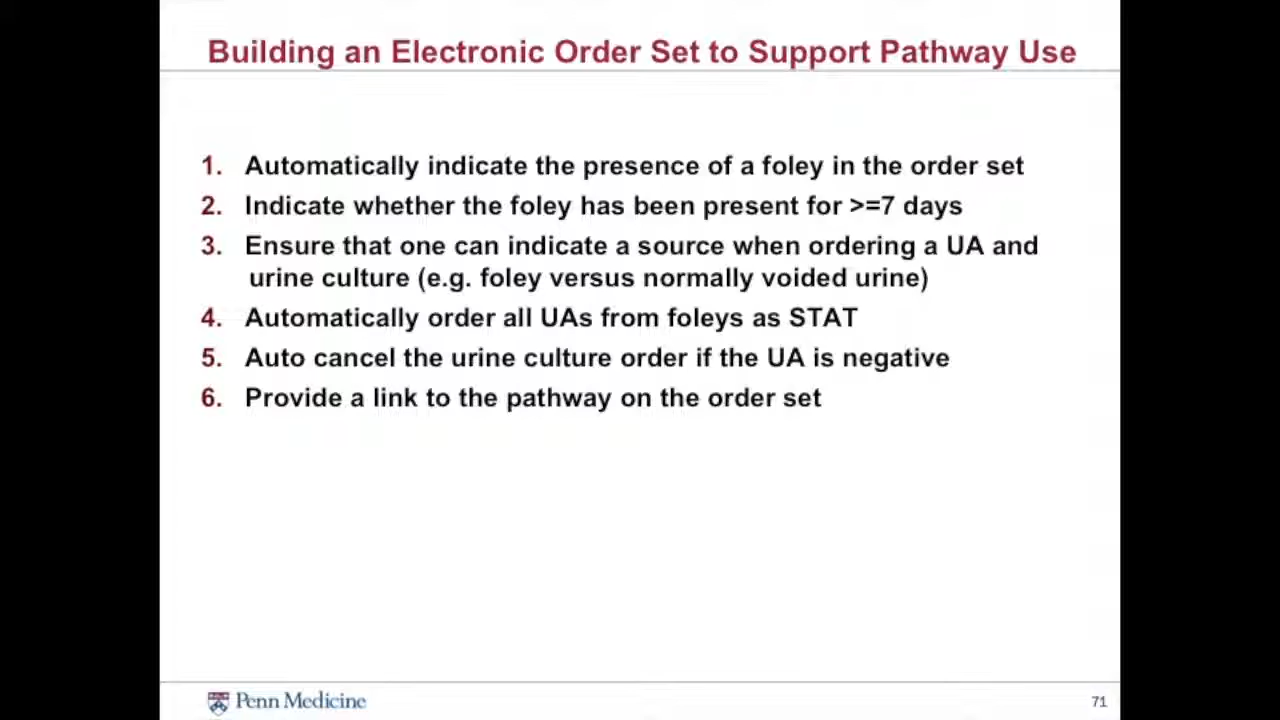 Building an Electronic Order Set to Support Pathway Use
1. Automatically indicate the presence of a foley in the order set
2. Indicate whether the foley has been present for >=7 days
3. Ensure that one can indicate a source when ordering a UA and
urine culture (e.g. foley versus normally voided urine)
4. Automatically order all UAs from foleys as STAT
5. Auto cancel the urine culture order if the UA is negative
6. Provide a link to the pathway on the order set
Penn Medicine
71